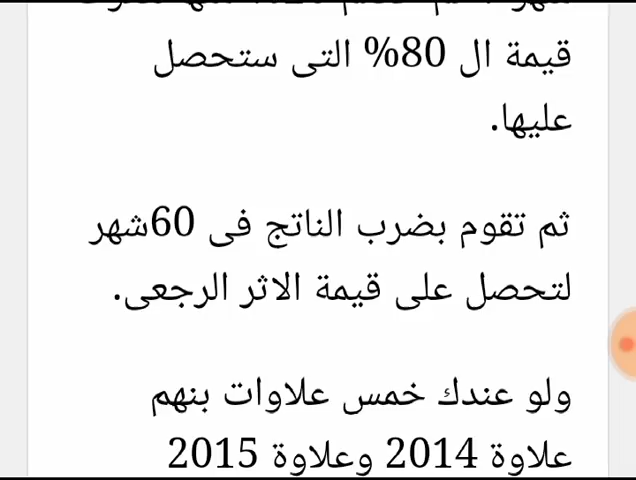 قيمة ال 80% التى ستحصل
عليها.
ثم تقوم بضرب الناتج فى 60شهر
لتحصل على قيمة الاثر الرجعى.
ولو عندك خمس علاوات بنهم
علاوة 2014 وعلاوة 2015